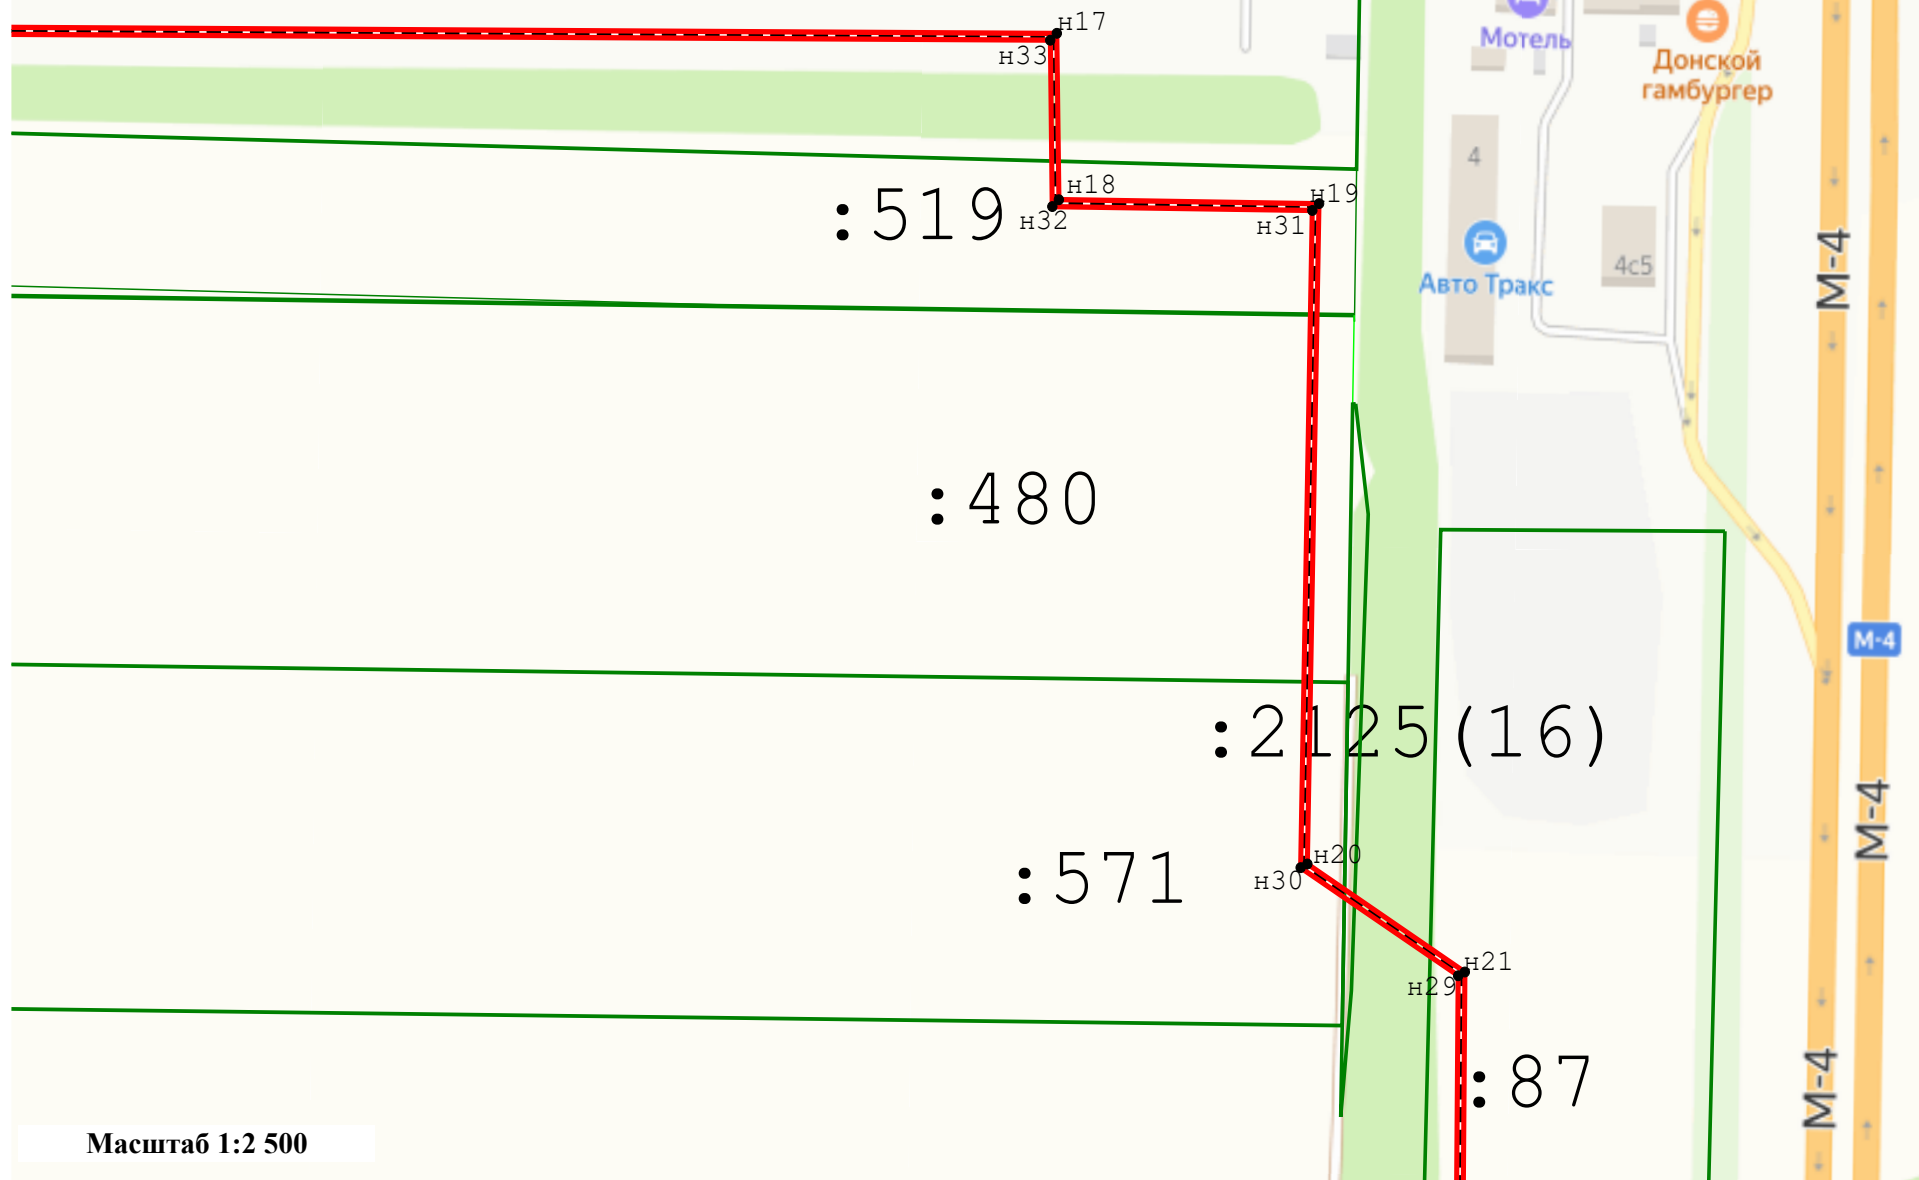 н17
Мотель
н33
Донской
гамбургер
4
н18
н19
:519
н32
н31
4с5
М-4
Авто Тракс
:480
М-4
:2125(16)
М-4
н20
:571
н30
н21
н29
:87
М-4
Масштаб 1:2 500